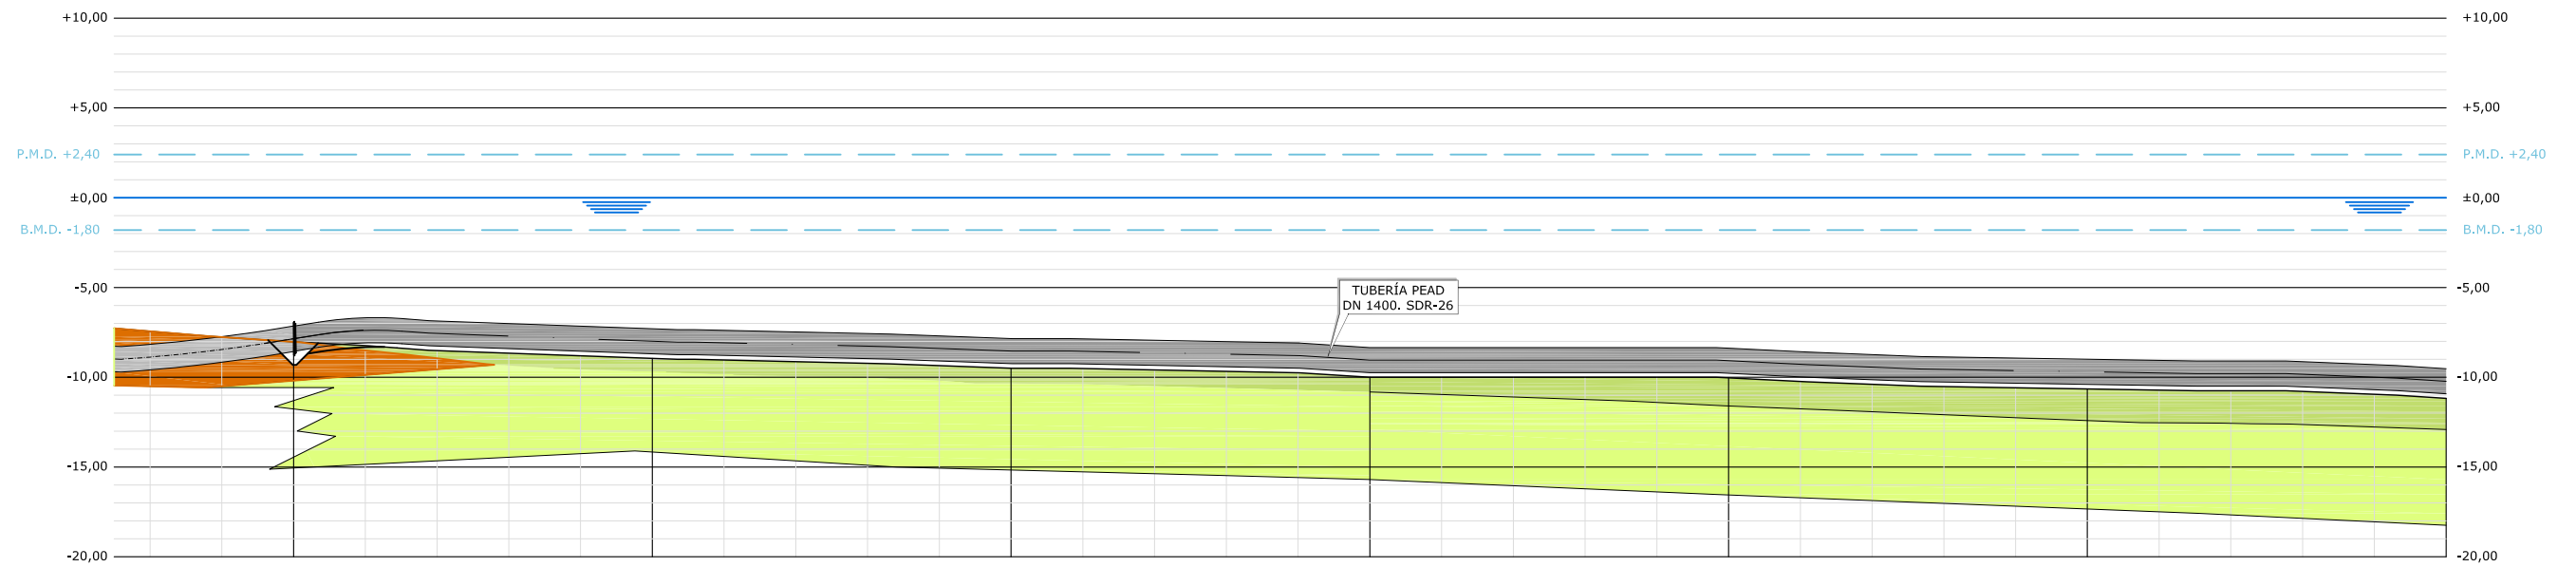 +10,00 +10,00
+5,00 +5,00
P.M.D. +2,40 P.M.D. +2,40
±0,00 ±0,00
B.M.D. -1,80 B.M.D. -1,80
-5,00 -5,00
TUBERÍA PEAD
DN 1400. SDR-26
-10,00 -10,00
-15,00 -15,00
-20,00 -20,00